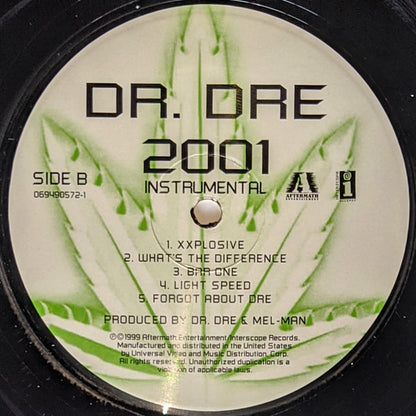 DR. DRE
2001
INSTRUMENTAL
SIDE B
069490572-1
AFTERMATH
ENTERTAINMENT
i
1. XXPLOSIVE
2. WHAT'S THE DIFFERENCE
3. BAR ONE
4. LIGHT SPEED
5. FORGOT ABOUT DRE
PRODUCED BY DR. DRE & MEL-MAN
℗©1999 Aftermath Entertainment/Interscope Records.
Manufactured and distributed in the United States
by Universal Video and Music Distribution Corp.
All rights reserved. Unauthorized duplication is a
violation of applicable laws.